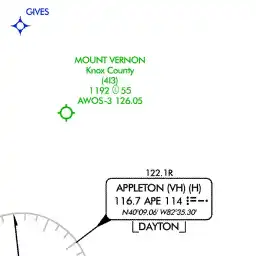 GIVES
MOUNT VERNON
Knox County
(4I3)
1192 Ⓛ 55
AWOS-3 126.05
122.1R
APPLETON (VH) (H)
116.7 APE 114
N40°09.06' W82°35.30'
DAYTON